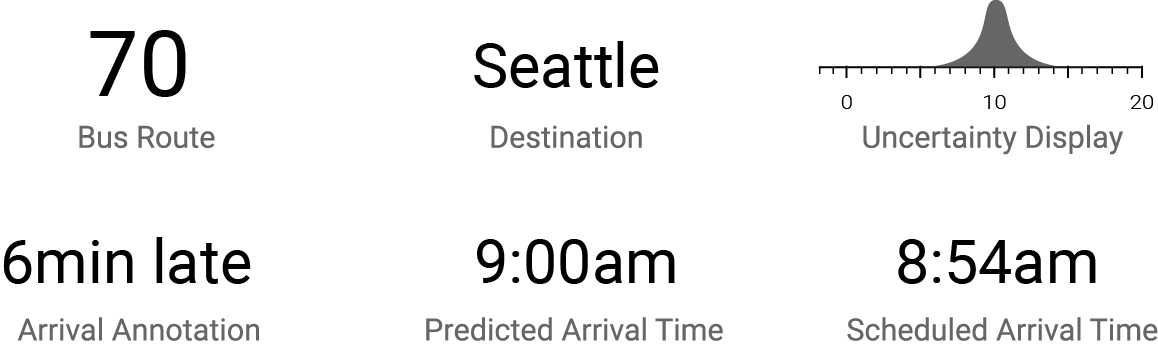 70
Bus Route
Seattle
Destination
0 10 20
Uncertainty Display
6min late
Arrival Annotation
9:00am
Predicted Arrival Time
8:54am
Scheduled Arrival Time